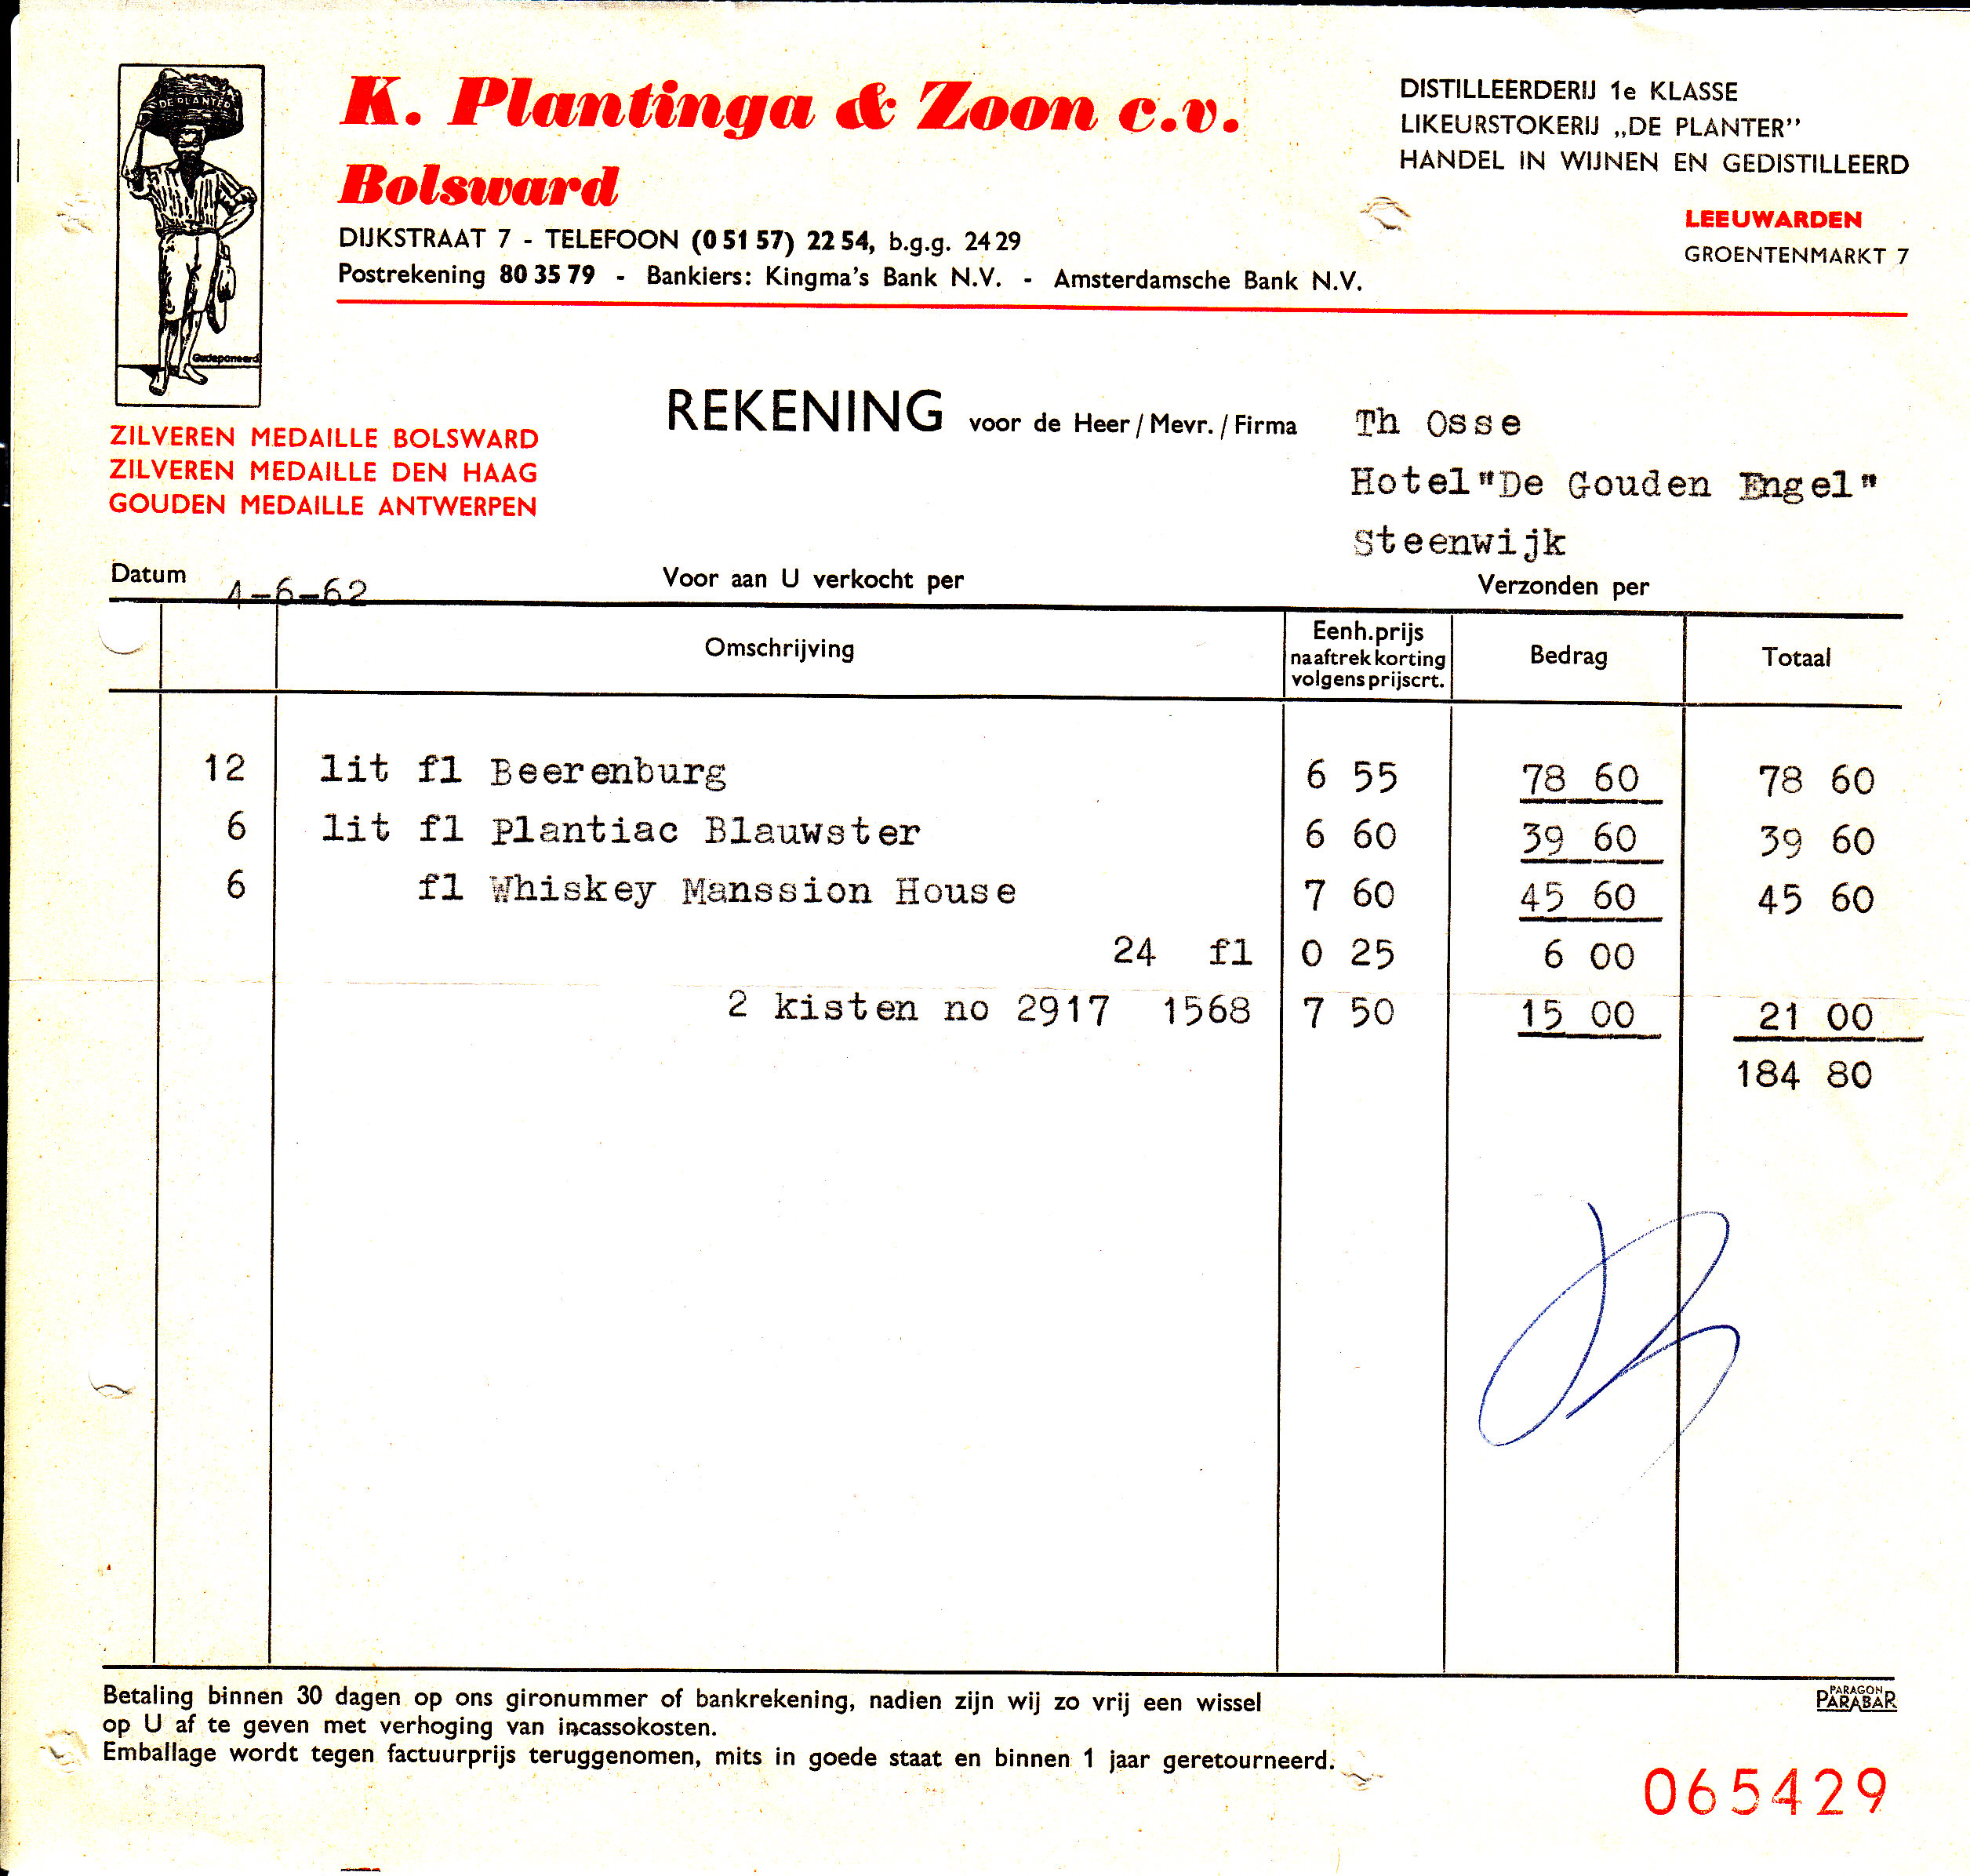 DE PLANTER
Gedeponeerd
K. Plantinga & Zoon c.v.
Bolsward
DIJKSTRAAT 7 - TELEFOON (0 51 57) 22 54, b.g.g. 24 29
Postrekening 80 35 79 - Bankiers: Kingma's Bank N.V. - Amsterdamsche Bank N.V.
DISTILLEERDERIJ 1e KLASSE
LIKEURSTOKERIJ „DE PLANTER"
HANDEL IN WIJNEN EN GEDISTILLEERD
LEEUWARDEN
GROENTENMARKT 7
ZILVEREN MEDAILLE BOLSWARD
ZILVEREN MEDAILLE DEN HAAG
GOUDEN MEDAILLE ANTWERPEN
REKENING voor de Heer / Mevr. / Firma Th Osse
Hotel "De Gouden Engel"
Steenwijk
Datum 4-6-62 Voor aan U verkocht per Verzonden per
Omschrijving Eenh.prijs na aftrek korting volgens prijscrt. Bedrag Totaal
12 lit fl Beerenburg 6 55 78 60 78 60
6 lit fl Plantiac Blauwster 6 60 39 60 39 60
6 fl Whiskey Manssion House 7 60 45 60 45 60
24 fl 0 25 6 00
2 kisten no 2917 1568 7 50 15 00 21 00
184 80
Betaling binnen 30 dagen op ons gironummer of bankrekening, nadien zijn wij zo vrij een wissel
op U af te geven met verhoging van incassokosten.
Emballage wordt tegen factuurprijs teruggenomen, mits in goede staat en binnen 1 jaar geretourneerd.
PARAGON
PARABAR
065429